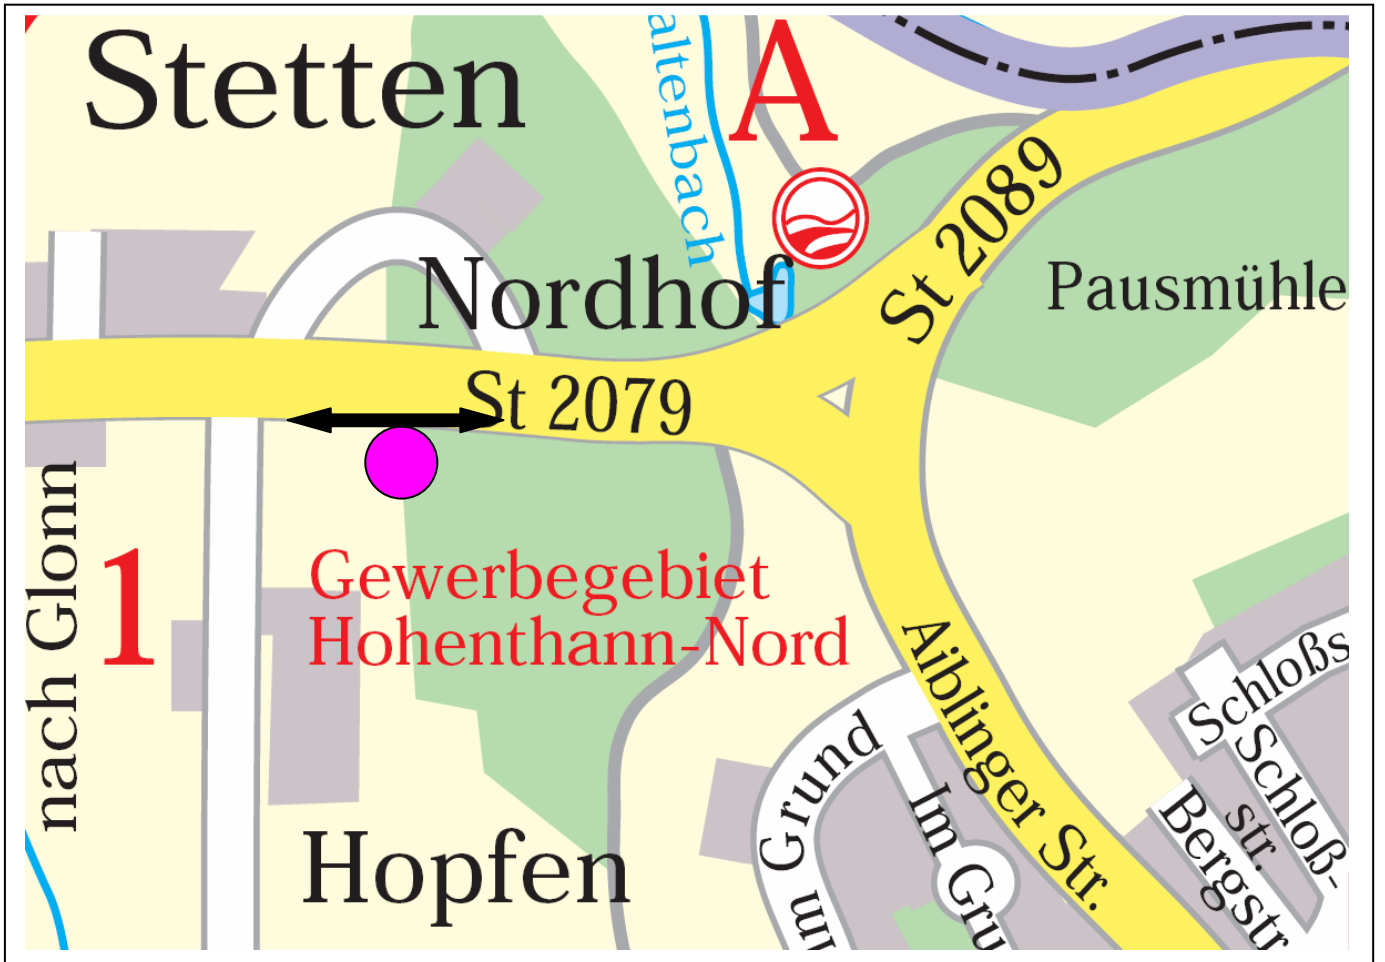 Stetten
A
altenbach
St 2089
Nordhof
Pausmühle
St 2079
nach Glonn
1
Gewerbegebiet
Hohenthann-Nord
Aiblinger Str.
Schloßs
Schloß-
str.
Bergstr
Im Gru
um Grund
Hopfen